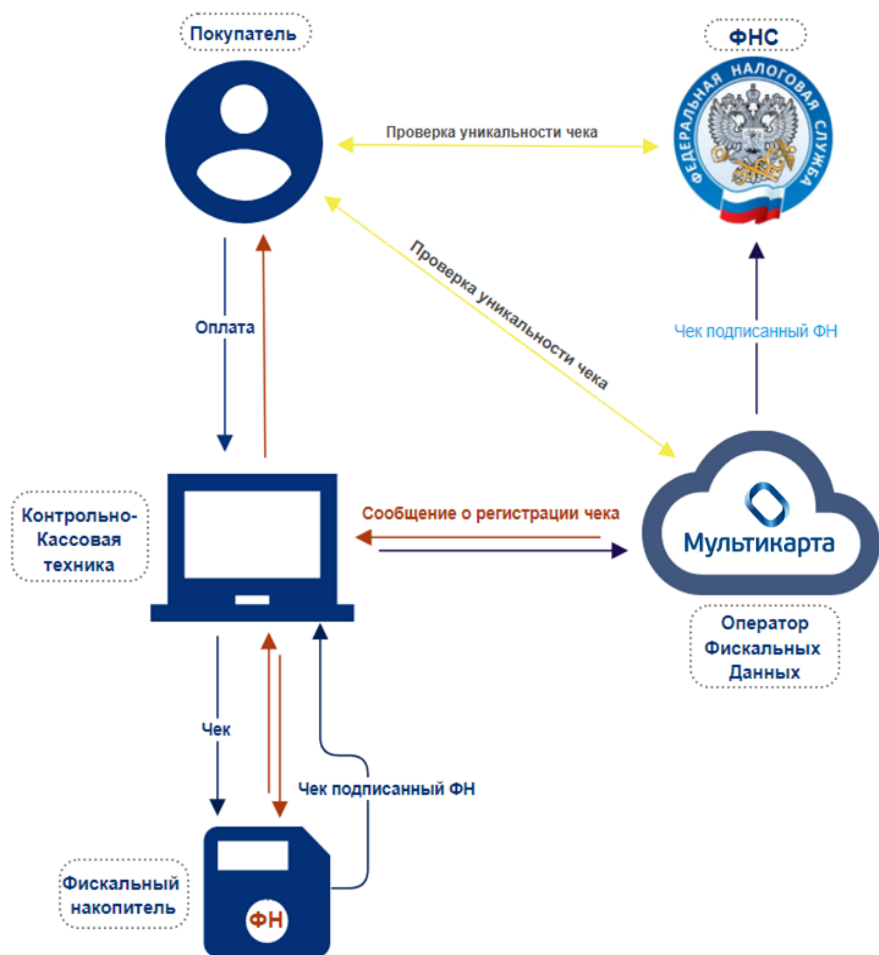 Покупатель
ФНС
ФЕДЕРАЛЬНАЯ НАЛОГОВАЯ СЛУЖБА
Проверка уникальности чека
Проверка уникальности чека
Оплата
Чек подписанный ФН
Контрольно-
Кассовая
техника
Сообщение о регистрации чека
Мультикарта
Оператор
Фискальных
Данных
Чек
Чек подписанный ФН
Фискальный
накопитель
ФН